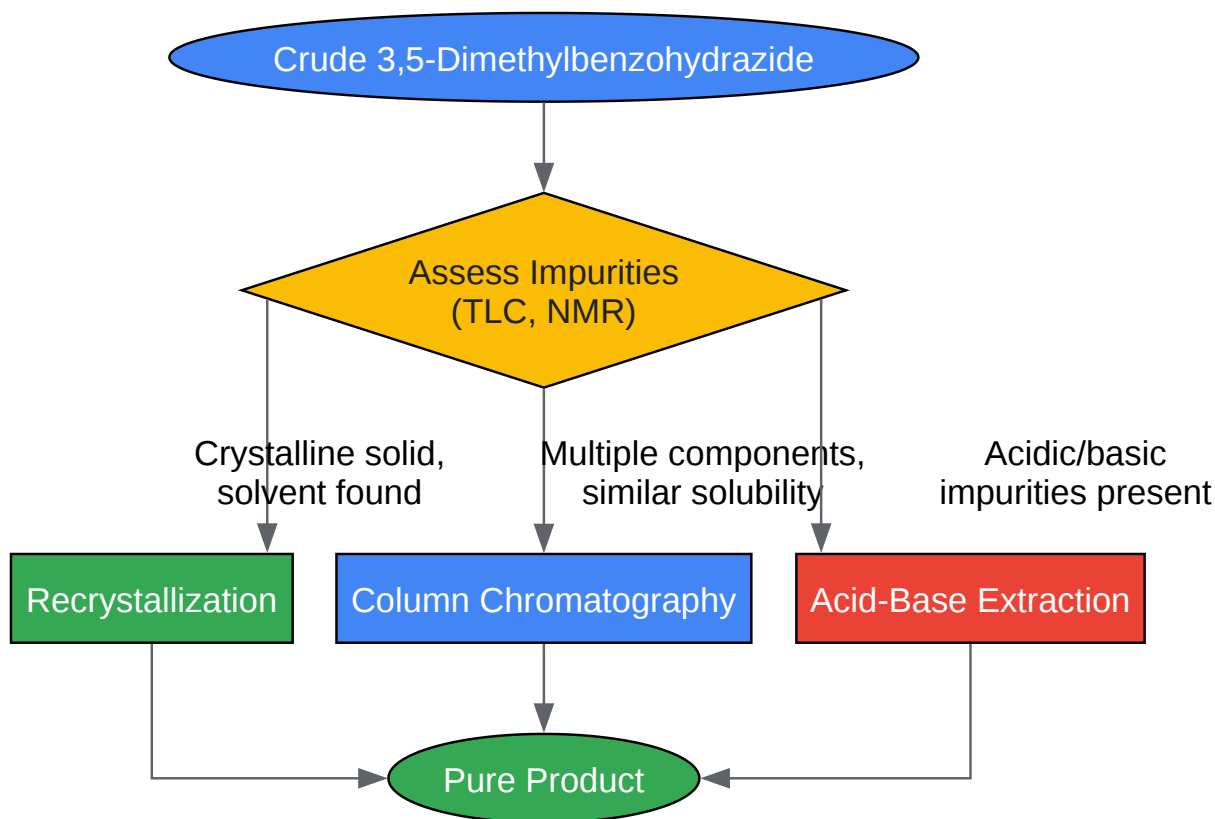 Crude 3,5-Dimethylbenzohydrazide
Assess Impurities
(TLC, NMR)
Crystalline solid,
solvent found
Multiple components,
similar solubility
Acidic/basic
impurities present
Recrystallization
Column Chromatography
Acid-Base Extraction
Pure Product